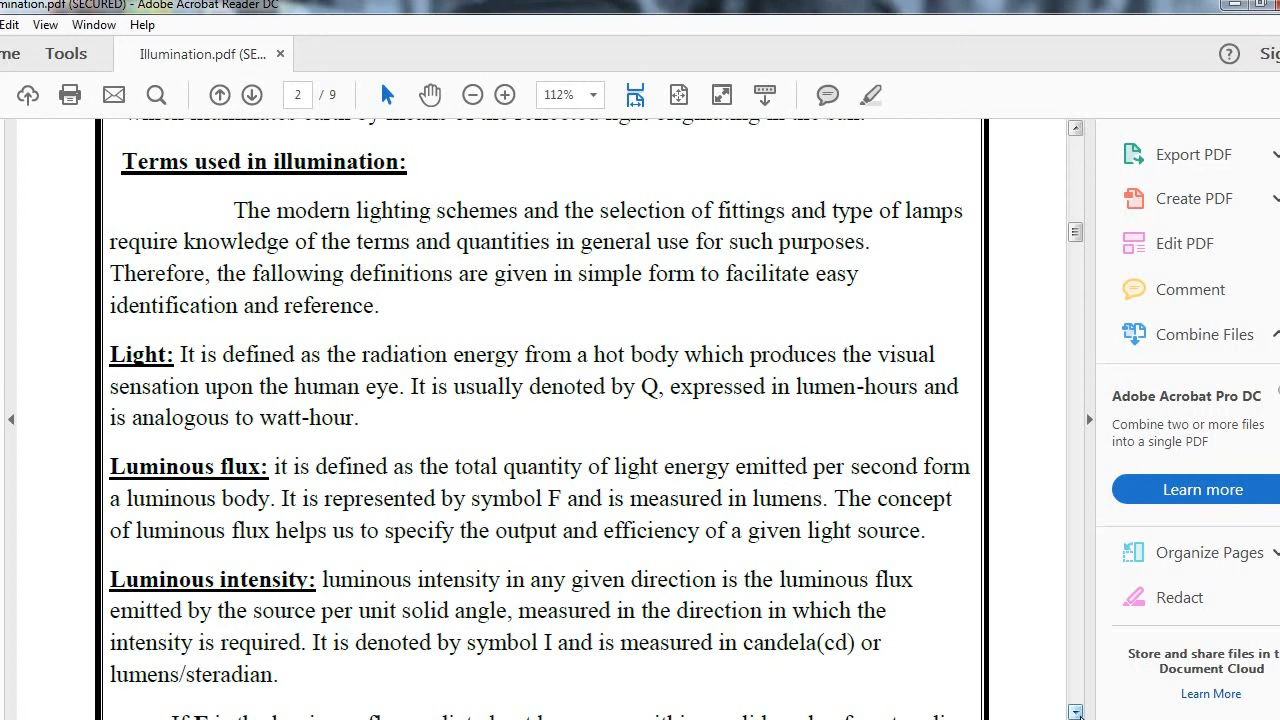 mination.pdf (SECURED) - Adobe Acrobat Reader DC
Edit View Window Help
me Tools Illumination.pdf (SE... × Sig
2 / 9 112%
Terms used in illumination:
The modern lighting schemes and the selection of fittings and type of lamps
require knowledge of the terms and quantities in general use for such purposes.
Therefore, the fallowing definitions are given in simple form to facilitate easy
identification and reference.
Light: It is defined as the radiation energy from a hot body which produces the visual
sensation upon the human eye. It is usually denoted by Q, expressed in lumen-hours and
is analogous to watt-hour.
Luminous flux: it is defined as the total quantity of light energy emitted per second form
a luminous body. It is represented by symbol F and is measured in lumens. The concept
of luminous flux helps us to specify the output and efficiency of a given light source.
Luminous intensity: luminous intensity in any given direction is the luminous flux
emitted by the source per unit solid angle, measured in the direction in which the
intensity is required. It is denoted by symbol I and is measured in candela(cd) or
lumens/steradian.
Export PDF
Create PDF
Edit PDF
Comment
Combine Files
Adobe Acrobat Pro DC
Combine two or more files
into a single PDF
Learn more
Organize Pages
Redact
Store and share files in t
Document Cloud
Learn More